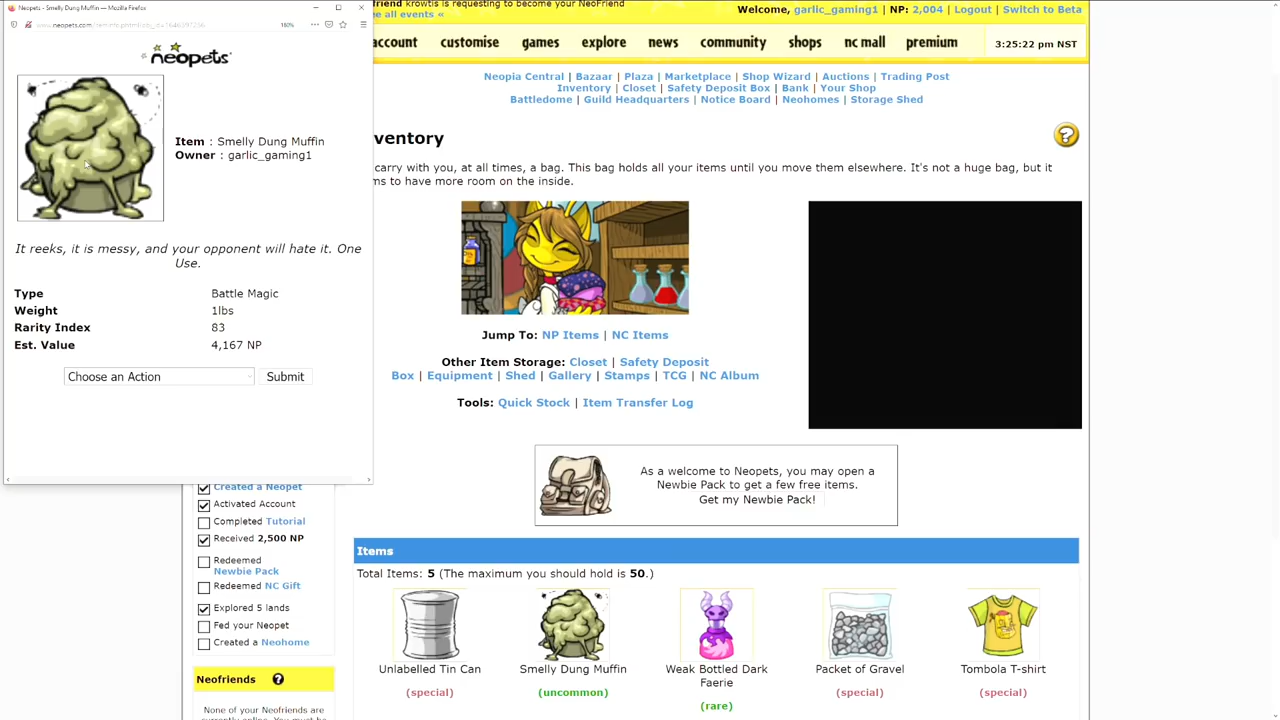 Neopets - Smelly Dung Muffin — Mozilla Firefox
180%
neopets
Item : Smelly Dung Muffin
Owner : garlic_gaming1
It reeks, it is messy, and your opponent will hate it. One
Use.
Type Battle Magic
Weight 1lbs
Rarity Index 83
Est. Value 4,167 NP
Choose an Action Submit
friend krowtis is requesting to become your NeoFriend
ge all events «
Welcome, garlic_gaming1 | NP: 2,004 | Logout | Switch to Beta
account customise games explore news community shops nc mall premium 3:25:22 pm NST
Neopia Central | Bazaar | Plaza | Marketplace | Shop Wizard | Auctions | Trading Post
Inventory | Closet | Safety Deposit Box | Bank | Your Shop
Battledome | Guild Headquarters | Notice Board | Neohomes | Storage Shed
ventory
?
carry with you, at all times, a bag. This bag holds all your items until you move them elsewhere. It's not a huge bag, but it
ms to have more room on the inside.
Jump To: NP Items | NC Items
Other Item Storage: Closet | Safety Deposit
Box | Equipment | Shed | Gallery | Stamps | TCG | NC Album
Tools: Quick Stock | Item Transfer Log
As a welcome to Neopets, you may open a
Newbie Pack to get a few free items.
Get my Newbie Pack!
Created a Neopet
Activated Account
Completed Tutorial
Received 2,500 NP
Redeemed
Newbie Pack
Redeemed NC Gift
Explored 5 lands
Fed your Neopet
Created a Neohome
Neofriends ?
None of your Neofriends are
currently online. You must be
Items
Total Items: 5 (The maximum you should hold is 50.)
Unlabelled Tin Can
(special)
Smelly Dung Muffin
(uncommon)
Weak Bottled Dark
Faerie
(rare)
Packet of Gravel
(special)
Tombola T-shirt
(special)